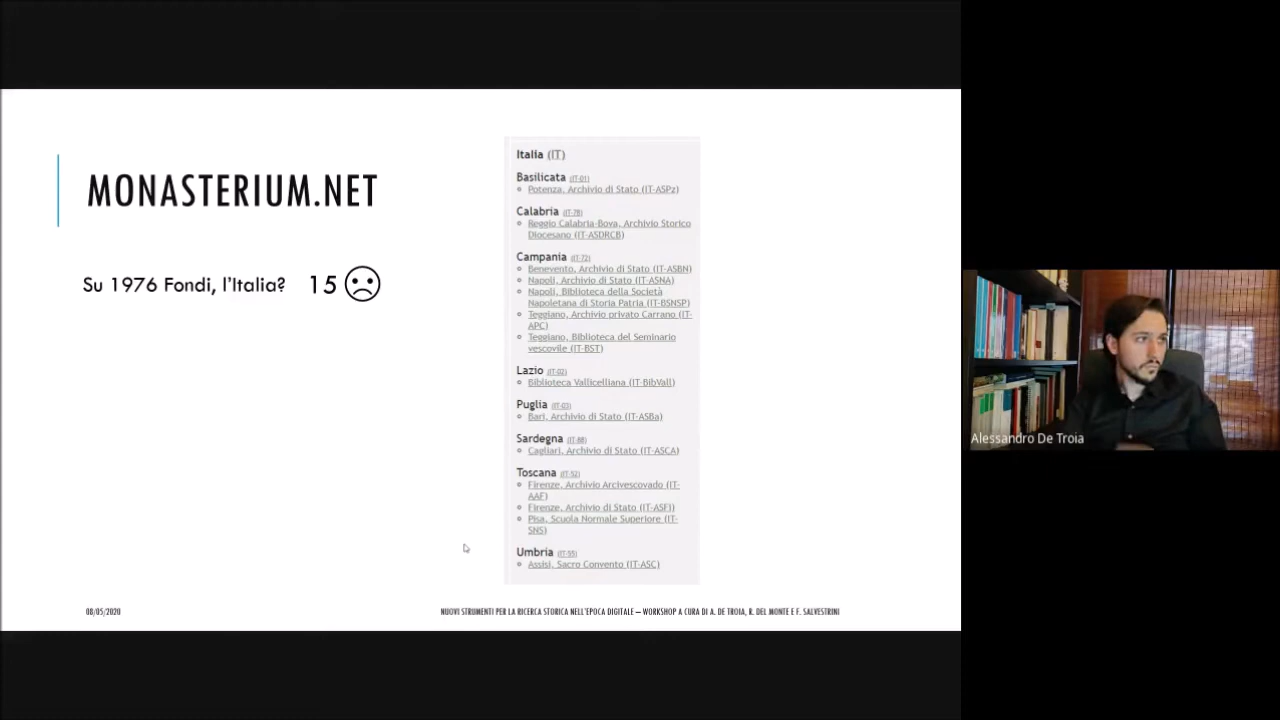 MONASTERIUM.NET
Su 1976 Fondi, l'Italia? 15
Italia (IT)
Basilicata (IT-01)
Potenza, Archivio di Stato (IT-ASPz)
Calabria (IT-78)
Reggio Calabria-Bova, Archivio Storico
Diocesano (IT-ASDRCB)
Campania (IT-72)
Benevento, Archivio di Stato (IT-ASBN)
Napoli, Archivio di Stato (IT-ASNA)
Napoli, Biblioteca della Società
Napoletana di Storia Patria (IT-BSNSP)
Teggiano, Archivio privato Carrano (IT-
APC)
Teggiano, Biblioteca del Seminario
vescovile (IT-BST)
Lazio (IT-02)
Biblioteca Vallicelliana (IT-BibVall)
Puglia (IT-03)
Bari, Archivio di Stato (IT-ASBa)
Sardegna (IT-88)
Cagliari, Archivio di Stato (IT-ASCA)
Toscana (IT-52)
Firenze, Archivio Arcivescovado (IT-
AAF)
Firenze, Archivio di Stato (IT-ASFI)
Pisa, Scuola Normale Superiore (IT-
SNS)
Umbria (IT-55)
Assisi, Sacro Convento (IT-ASC)
08/05/2020
NUOVI STRUMENTI PER LA RICERCA STORICA NELL'EPOCA DIGITALE – WORKSHOP A CURA DI A. DE TROIA, R. DEL MONTE E F. SALVESTRINI
Alessandro De Troia